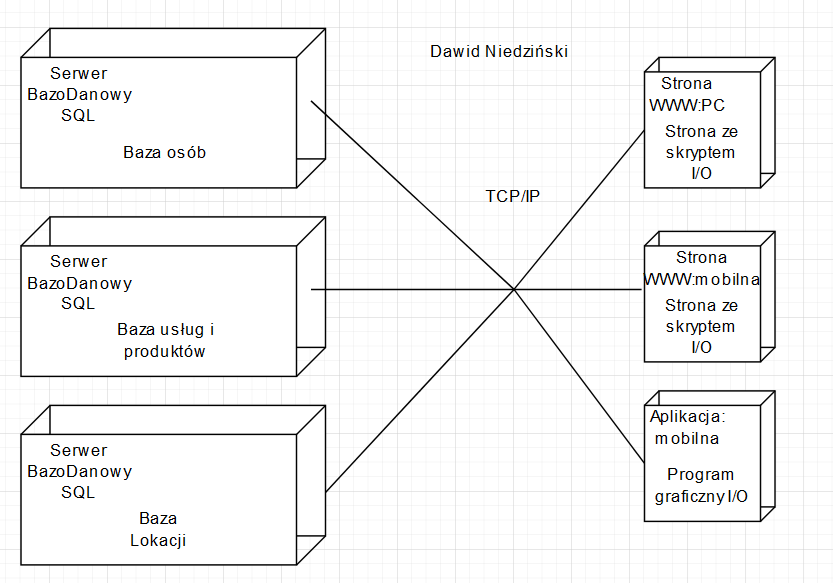 Dawid Niedziński
Serwer
BazoDanowy
SQL
Baza osób
Strona
WWW:PC
Strona ze
skryptem
I/O
TCP/IP
Serwer
BazoDanowy
SQL
Baza usług i
produktów
Strona
WWW:mobilna
Strona ze
skryptem
I/O
Serwer
BazoDanowy
SQL
Baza
Lokacji
Aplikacja:
mobilna
Program
graficzny I/O